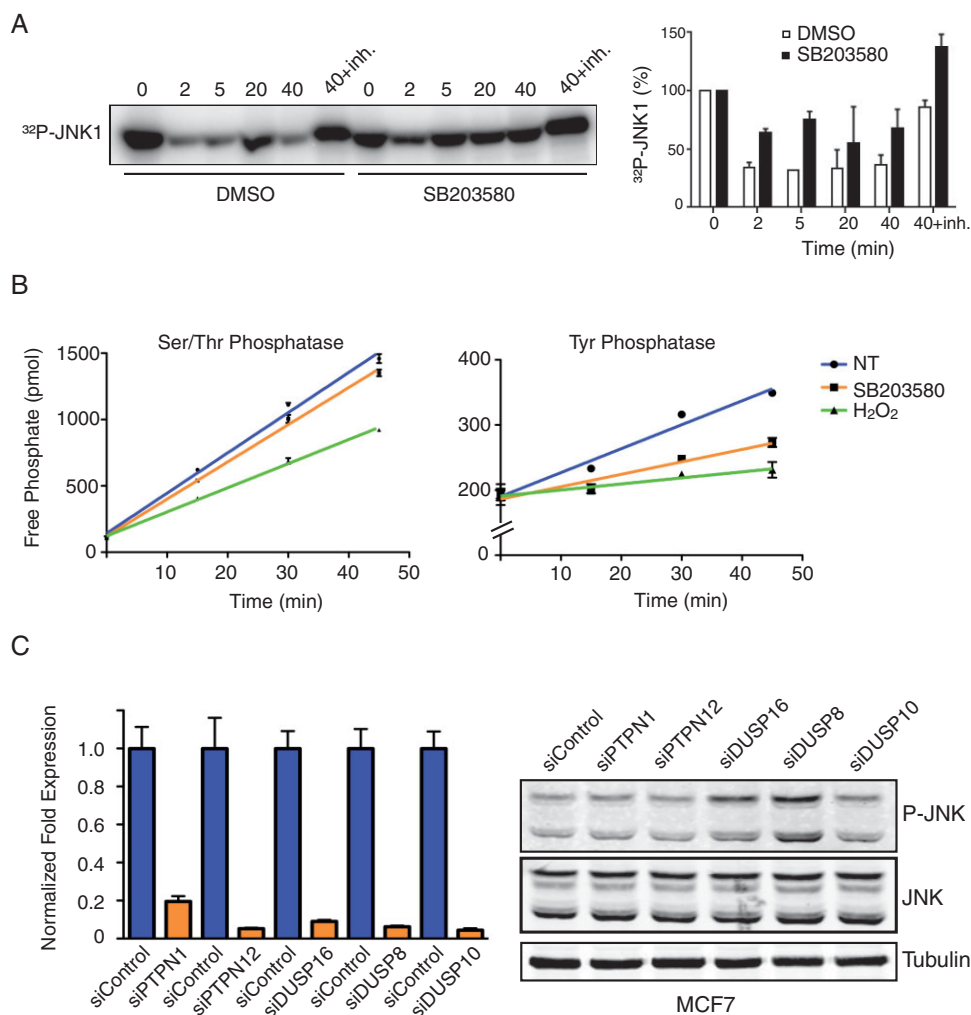 A
0 2 5 20 40 40+inh. 0 2 5 20 40 40+inh.
³²P-JNK1
DMSO SB203580
150
100
50
0
³²P-JNK1 (%)
DMSO
SB203580
0 2 5 20 40 40+inh.
Time (min)
B
Ser/Thr Phosphatase
Free Phosphate (pmol)
1500
1000
500
0
0 10 20 30 40 50
Time (min)
Tyr Phosphatase
400
300
200
0
0 10 20 30 40 50
Time (min)
NT
SB203580
H₂O₂
C
Normalized Fold Expression
1.0
0.8
0.6
0.4
0.2
0
siControl
siPTPN1
siControl
siPTPN12
siControl
siDUSP16
siControl
siDUSP8
siControl
siDUSP10
siControl
siPTPN1
siPTPN12
siDUSP16
siDUSP8
siDUSP10
P-JNK
JNK
Tubulin
MCF7